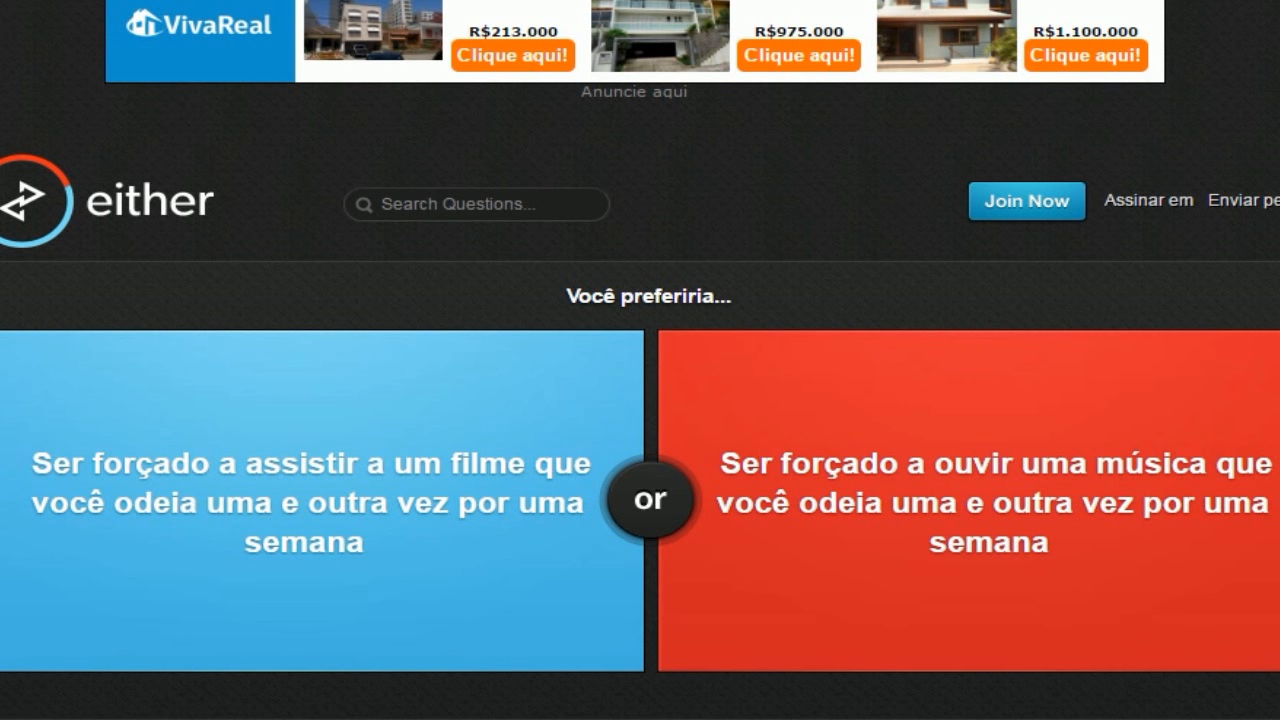 VivaReal
R$213.000
R$975.000
R$1.100.000
Clique aqui!
Clique aqui!
Clique aqui!
Anuncie aqui
either
Search Questions...
Join Now
Assinar em
Enviar pe
Você preferiria...
Ser forçado a assistir a um filme que
você odeia uma e outra vez por uma
semana
or
Ser forçado a ouvir uma música que
você odeia uma e outra vez por uma
semana